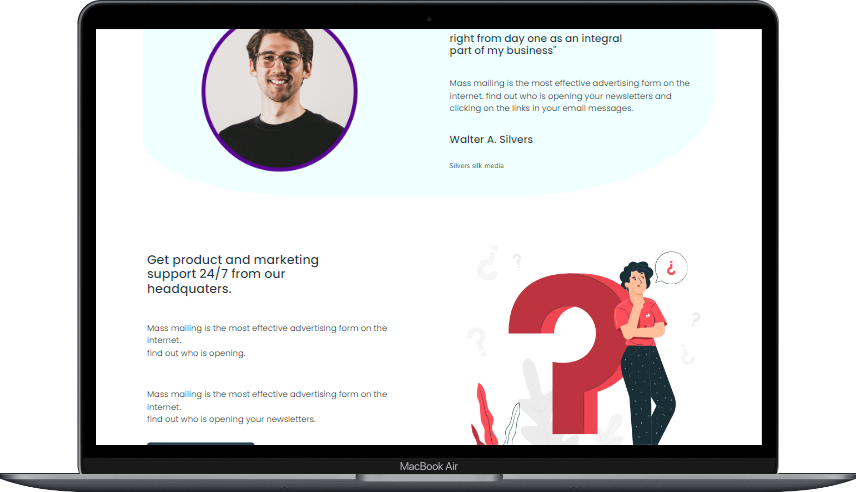 right from day one as an integral
part of my business"
Mass mailing is the most effective advertising form on the
internet. find out who is opening your newsletters and
clicking on the links in your email messages.
Walter A. Silvers
Silvers silk media
Get product and marketing
support 24/7 from our
headquaters.
¿
?
¿
?
?
¿
Mass mailing is the most effective advertising form on the
internet.
find out who is opening.
Mass mailing is the most effective advertising form on the
internet.
find out who is opening your newsletters.
?
MacBook Air